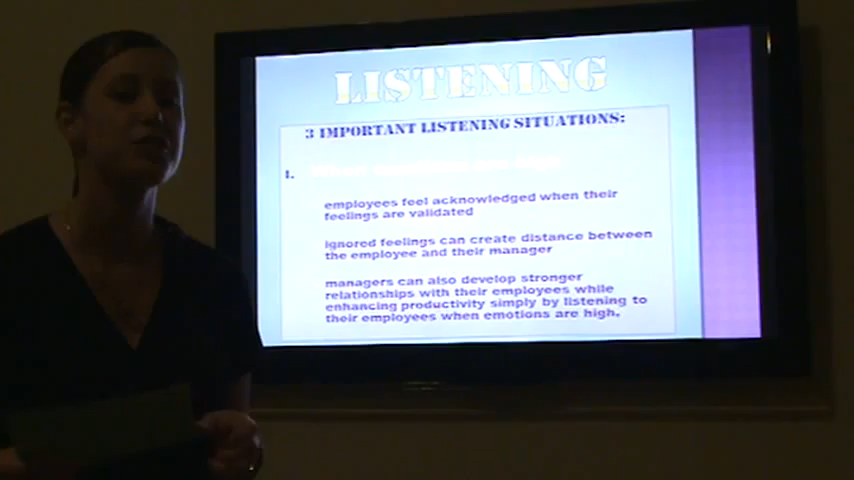 LISTENING
3 IMPORTANT LISTENING SITUATIONS:
1.
employees feel acknowledged when their
feelings are validated
ignored feelings can create distance between
the employee and their manager
managers can also develop stronger
relationships with their employees while
enhancing productivity simply by listening to
their employees when emotions are high.